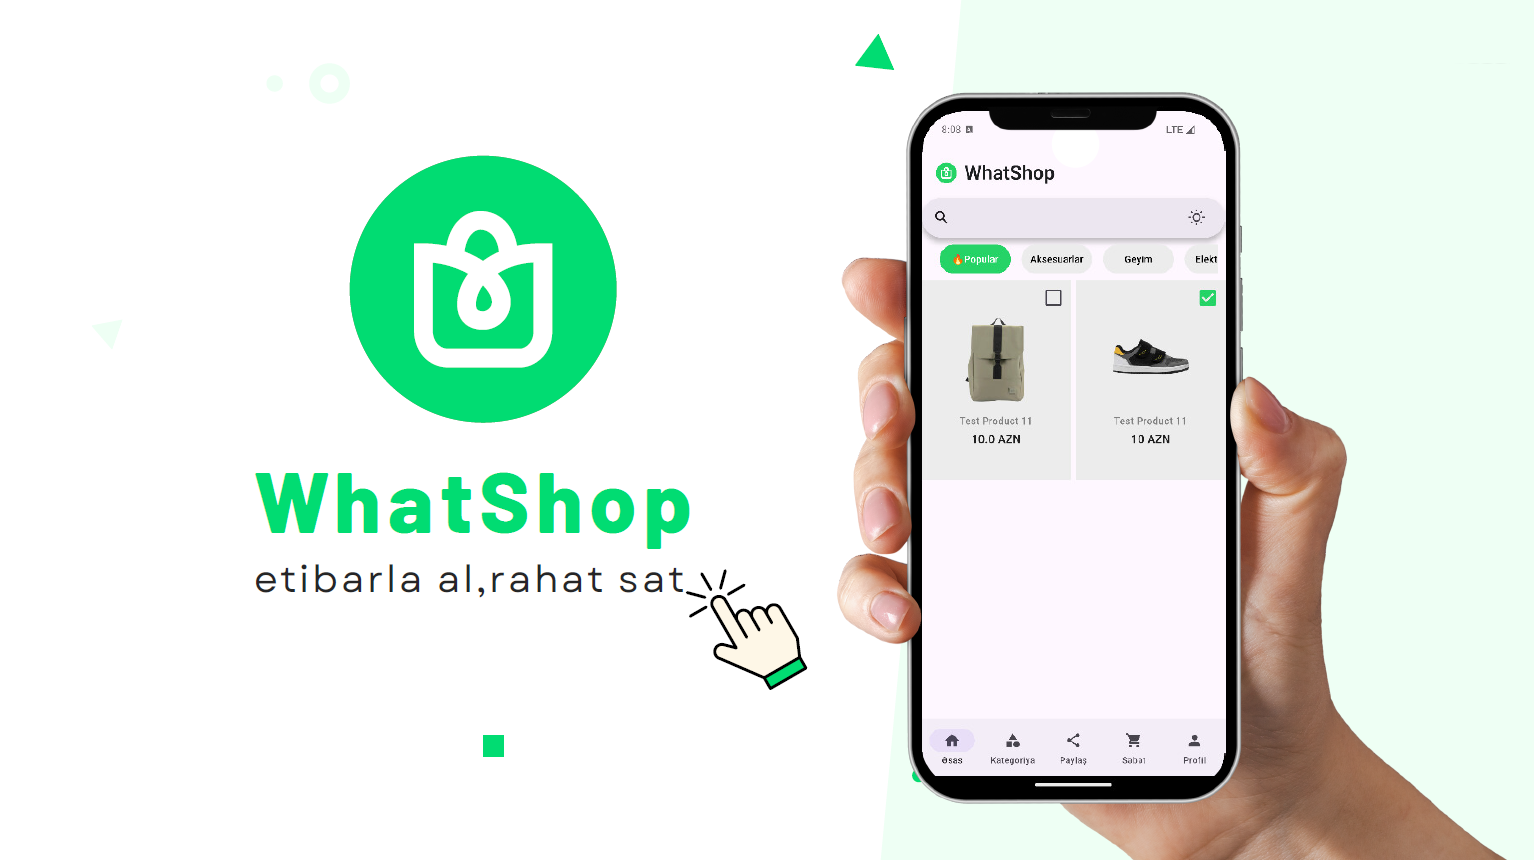 WhatShop
etibarla al,rahat sat
8:08
LTE
WhatShop
🔥Popular
Aksesuarlar
Geyim
Elekt
Test Product 11
10.0 AZN
Test Product 11
10 AZN
Əsas
Kateqoriya
Paylaş
Səbət
Profil